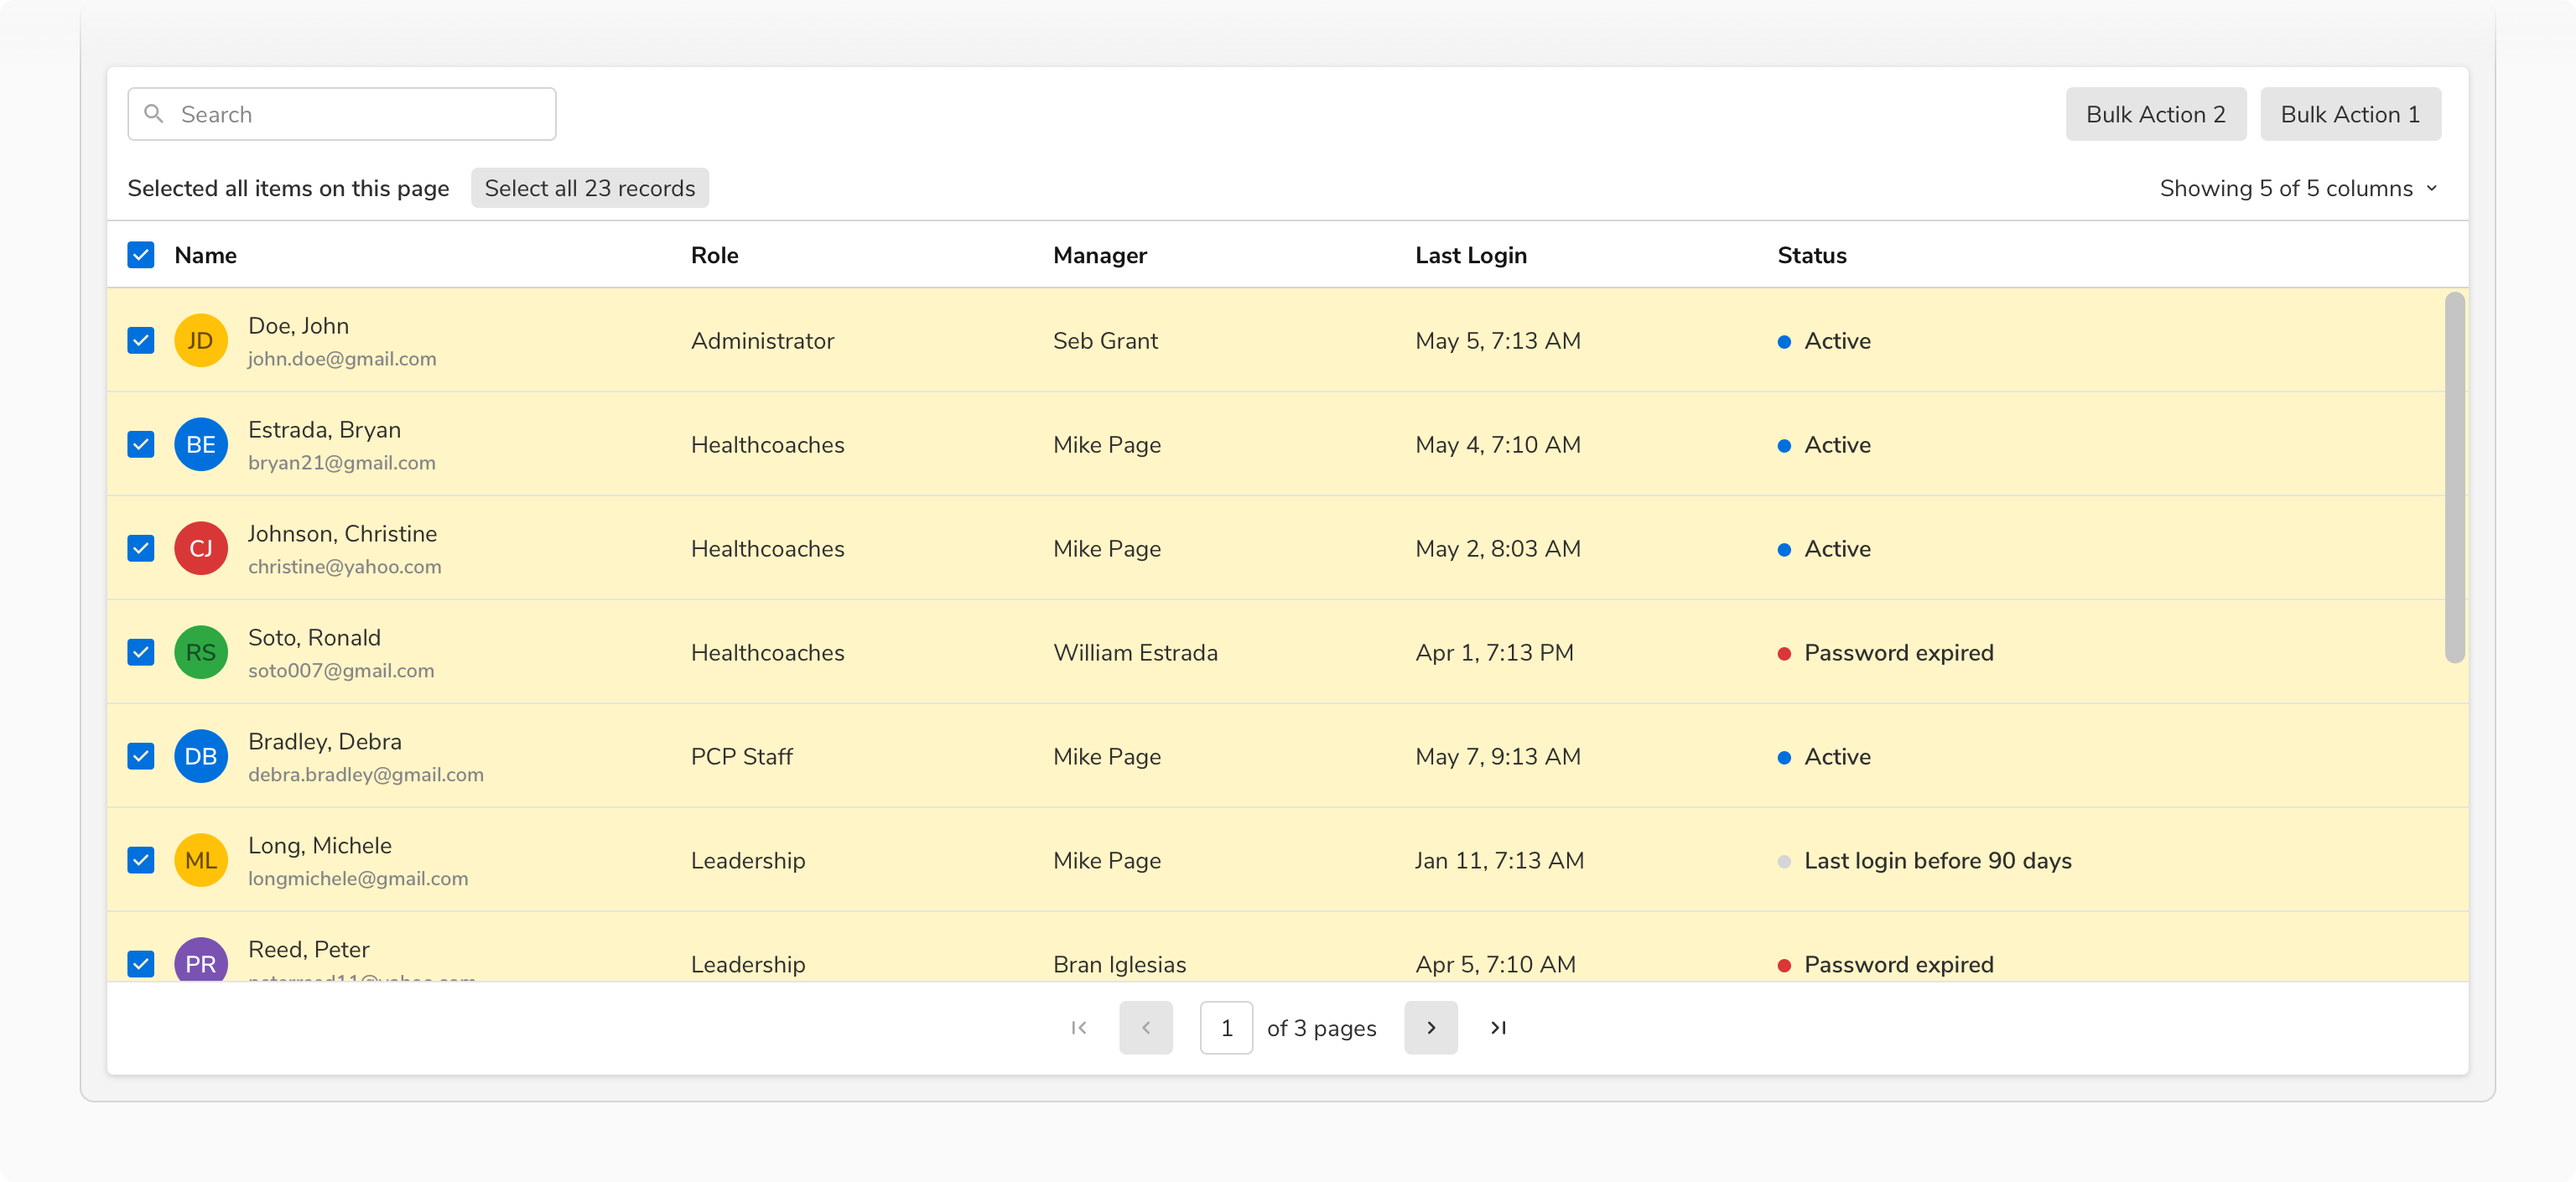 Search
Bulk Action 2 Bulk Action 1
Selected all items on this page Select all 23 records Showing 5 of 5 columns
Name Role Manager Last Login Status
JD Doe, John Administrator Seb Grant May 5, 7:13 AM Active
john.doe@gmail.com
BE Estrada, Bryan Healthcoaches Mike Page May 4, 7:10 AM Active
bryan21@gmail.com
CJ Johnson, Christine Healthcoaches Mike Page May 2, 8:03 AM Active
christine@yahoo.com
RS Soto, Ronald Healthcoaches William Estrada Apr 1, 7:13 PM Password expired
soto007@gmail.com
DB Bradley, Debra PCP Staff Mike Page May 7, 9:13 AM Active
debra.bradley@gmail.com
ML Long, Michele Leadership Mike Page Jan 11, 7:13 AM Last login before 90 days
longmichele@gmail.com
PR Reed, Peter Leadership Bran Iglesias Apr 5, 7:10 AM Password expired
1 of 3 pages